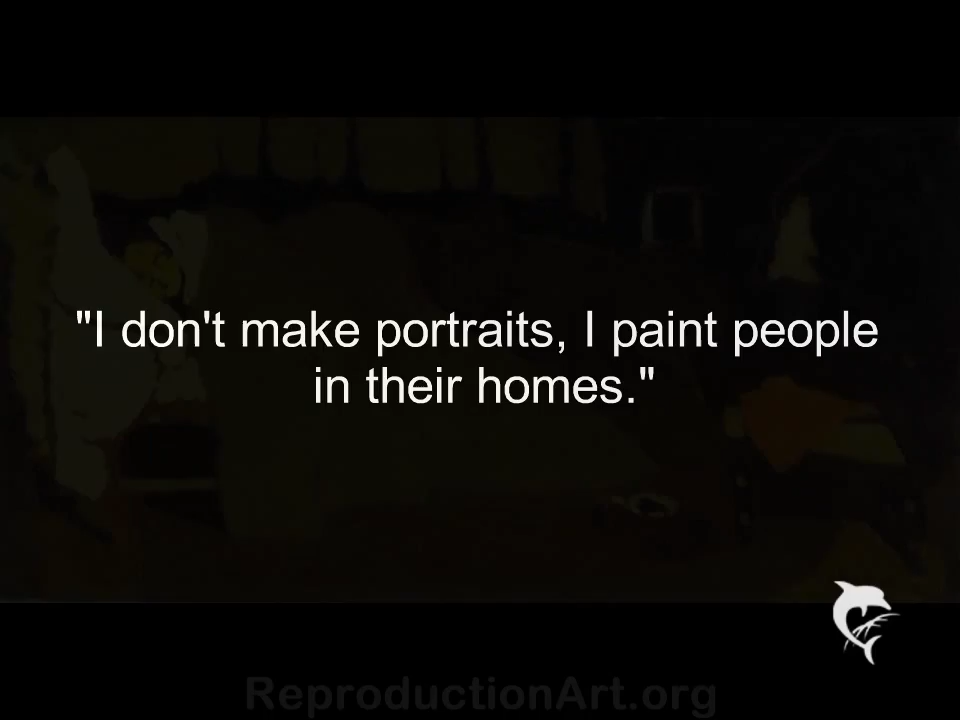 "I don't make portraits, I paint people
in their homes."
ReproductionArt.org